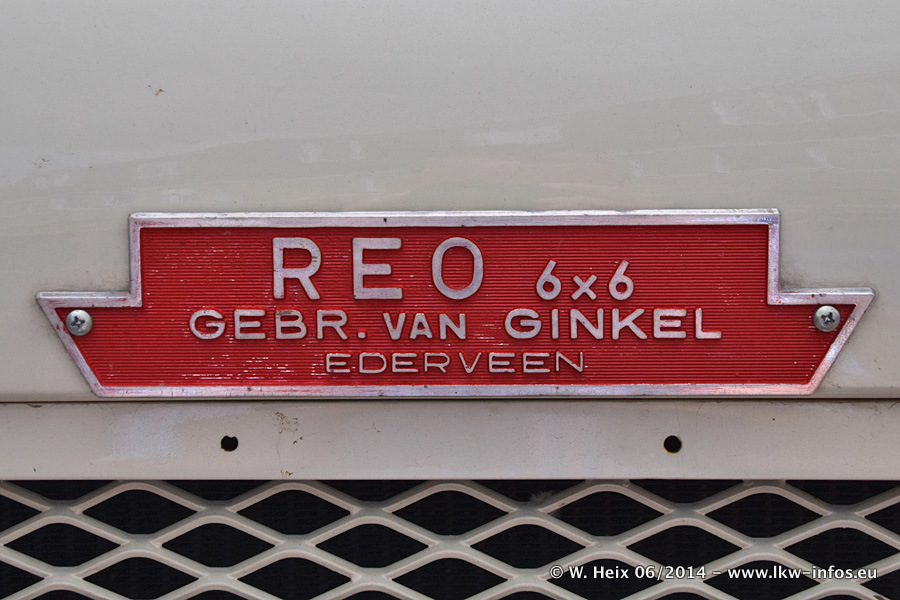 REO 6x6
GEBR. VAN GINKEL
EDERVEEN
© W. Heix 06/2014 - www.lkw-infos.eu